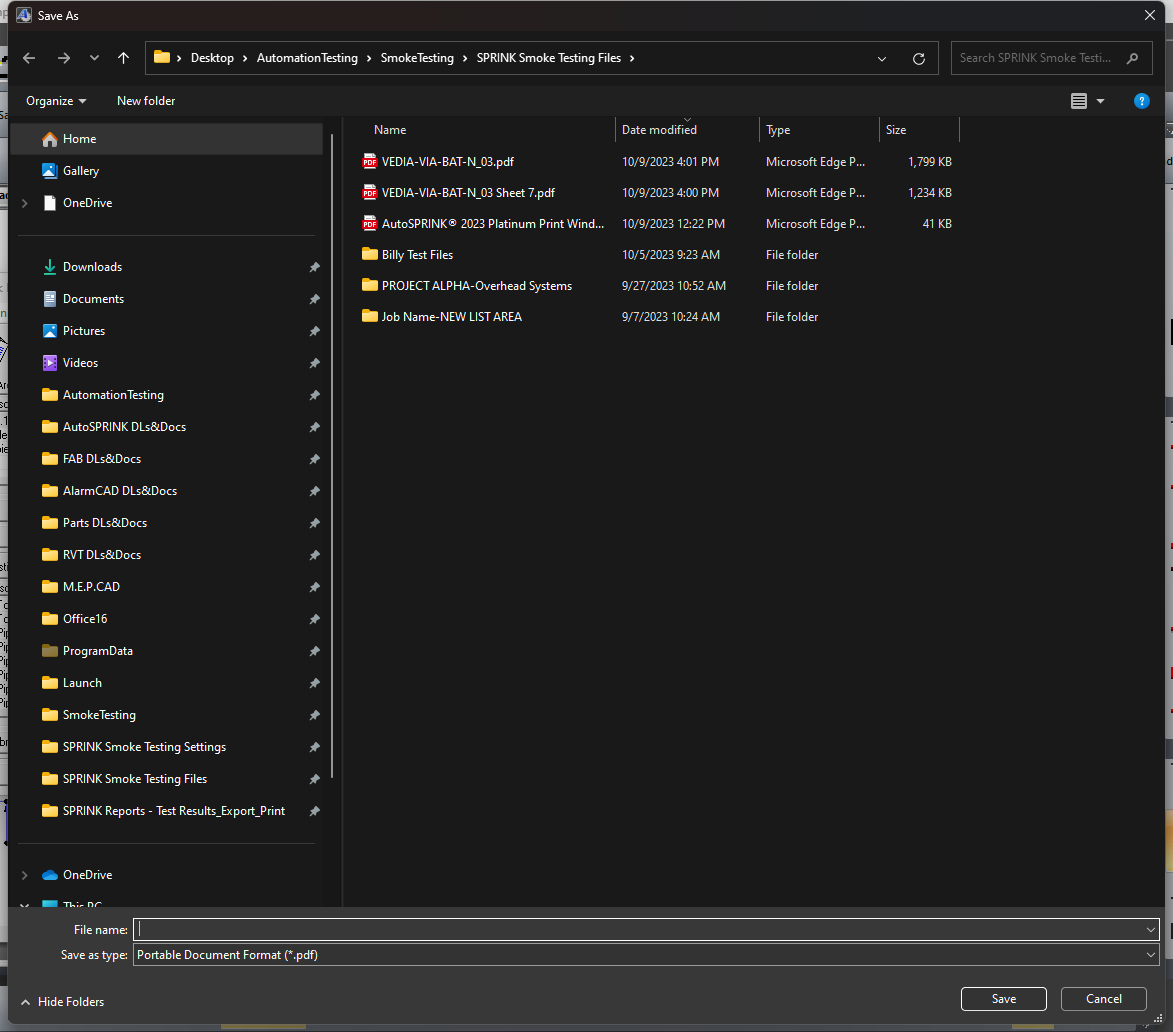 Save As
Desktop > AutomationTesting > SmokeTesting > SPRINK Smoke Testing Files >
Search SPRINK Smoke Testi...
Organize
New folder
Home
Gallery
OneDrive
Downloads
Documents
Pictures
Videos
AutomationTesting
AutoSPRINK DLs&Docs
FAB DLs&Docs
AlarmCAD DLs&Docs
Parts DLs&Docs
RVT DLs&Docs
M.E.P.CAD
Office16
ProgramData
Launch
SmokeTesting
SPRINK Smoke Testing Settings
SPRINK Smoke Testing Files
SPRINK Reports - Test Results_Export_Print
OneDrive
This PC
Name Date modified Type Size
VEDIA-VIA-BAT-N_03.pdf 10/9/2023 4:01 PM Microsoft Edge P... 1,799 KB
VEDIA-VIA-BAT-N_03 Sheet 7.pdf 10/9/2023 4:00 PM Microsoft Edge P... 1,234 KB
AutoSPRINK® 2023 Platinum Print Wind... 10/9/2023 12:22 PM Microsoft Edge P... 41 KB
Billy Test Files 10/5/2023 9:23 AM File folder
PROJECT ALPHA-Overhead Systems 9/27/2023 10:52 AM File folder
Job Name-NEW LIST AREA 9/7/2023 10:24 AM File folder
File name:
Save as type: Portable Document Format (*.pdf)
Hide Folders
Save
Cancel